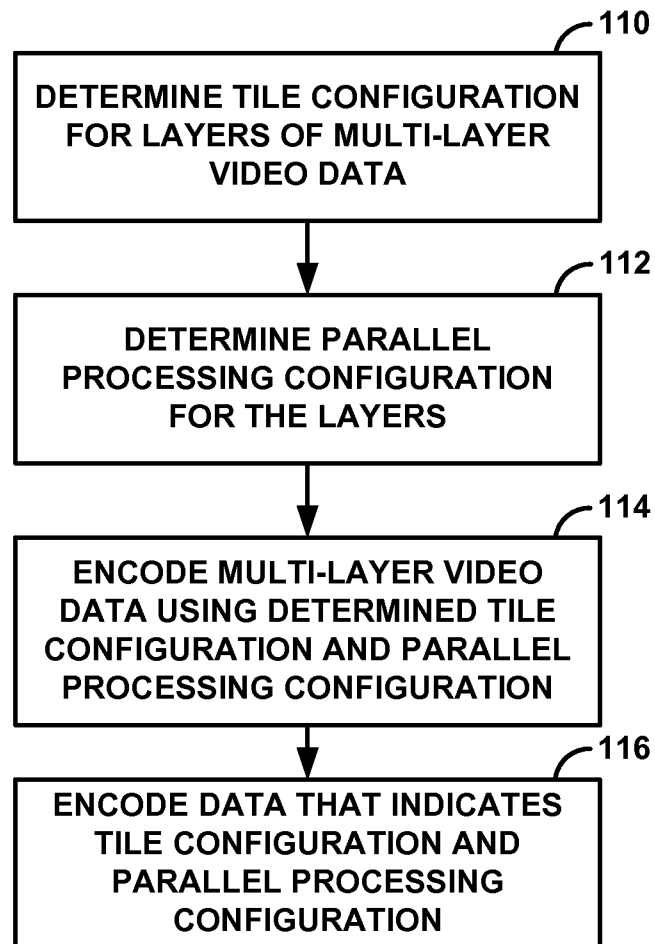 110
DETERMINE TILE CONFIGURATION
FOR LAYERS OF MULTI-LAYER
VIDEO DATA
112
DETERMINE PARALLEL
PROCESSING CONFIGURATION
FOR THE LAYERS
114
ENCODE MULTI-LAYER VIDEO
DATA USING DETERMINED TILE
CONFIGURATION AND PARALLEL
PROCESSING CONFIGURATION
116
ENCODE DATA THAT INDICATES
TILE CONFIGURATION AND
PARALLEL PROCESSING
CONFIGURATION